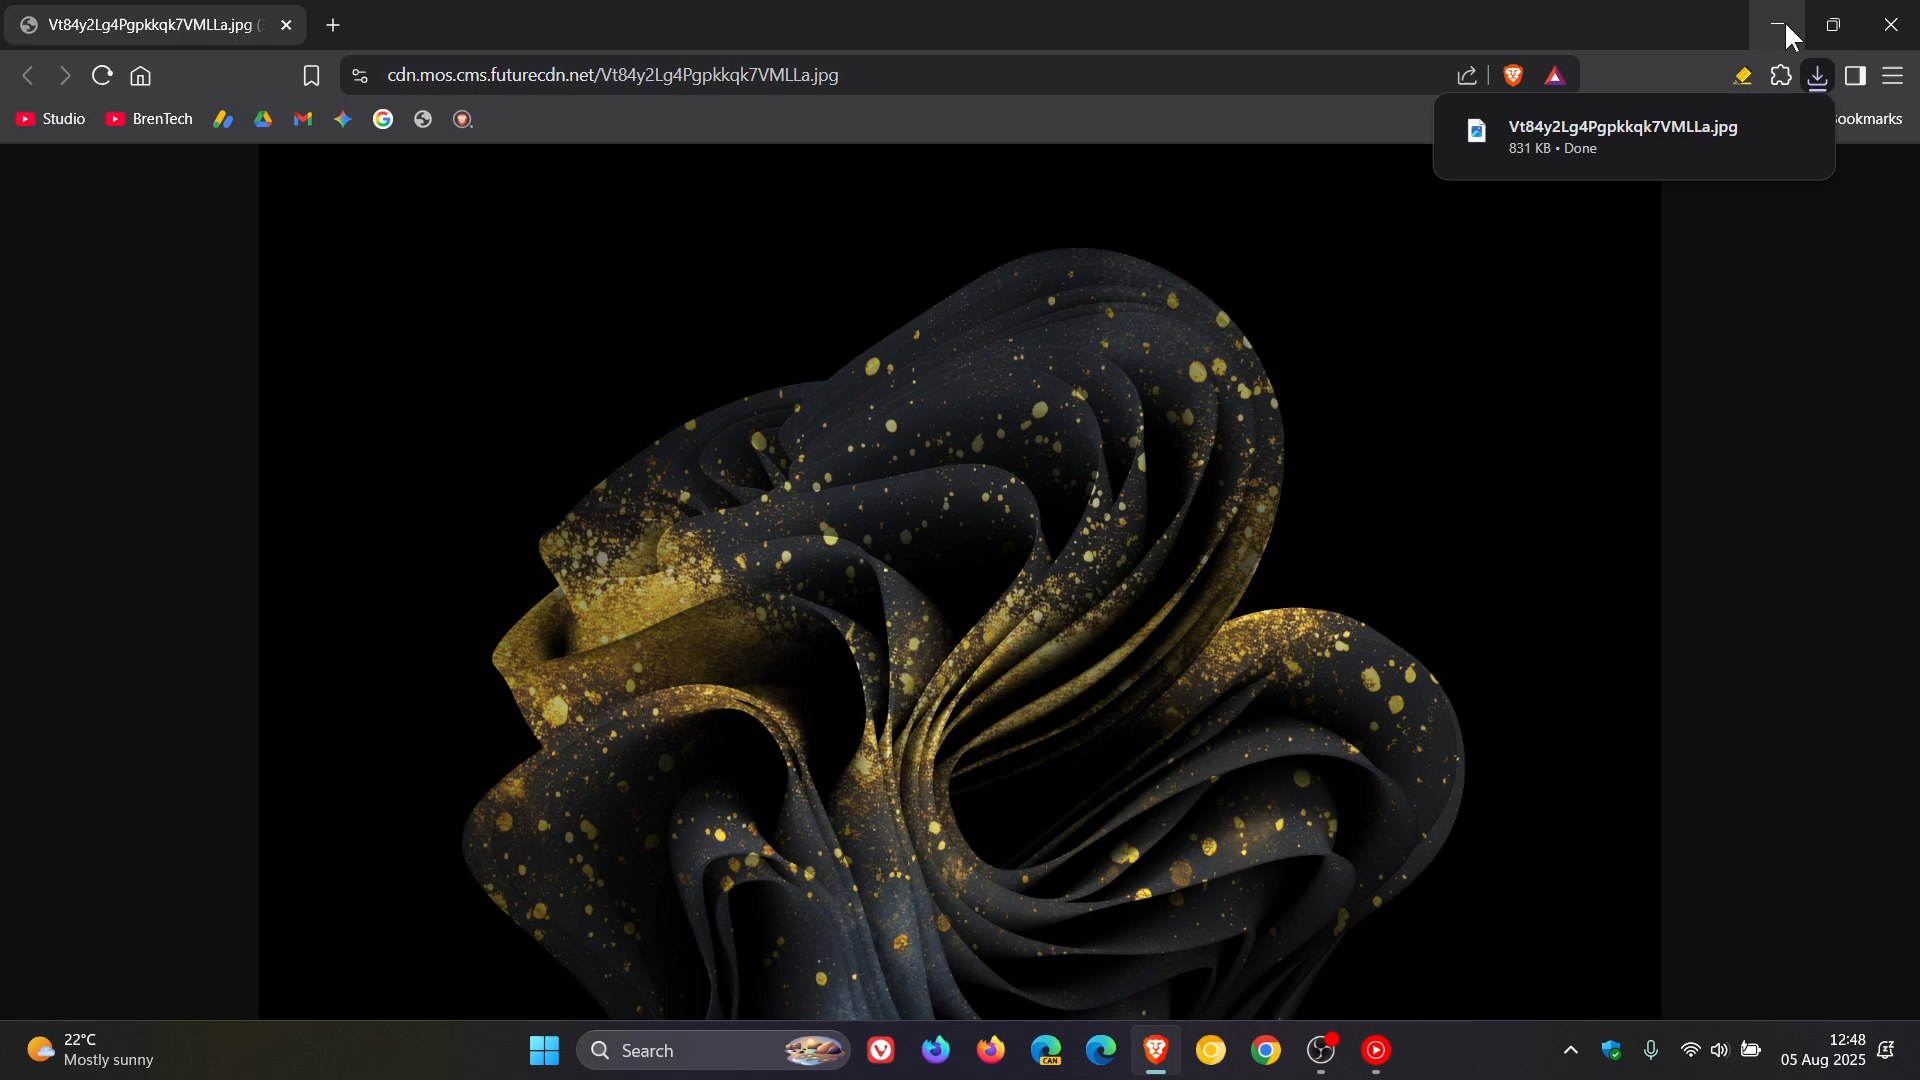 Vt84y2Lg4Pgpkkqk7VMLLa.jpg (
cdn.mos.cms.futurecdn.net/Vt84y2Lg4Pgpkkqk7VMLLa.jpg
Studio BrenTech
ookmarks
Vt84y2Lg4Pgpkkqk7VMLLa.jpg
831 KB • Done
22°C
Mostly sunny
Search
CAN
12:48
05 Aug 2025